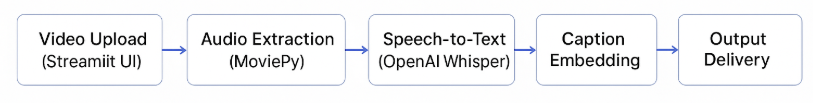 Video Upload
(Streamiit UI)
Audio Extraction
(MoviePy)
Speech-to-Text
(OpenAI Whisper)
Caption
Embedding
Output
Delivery